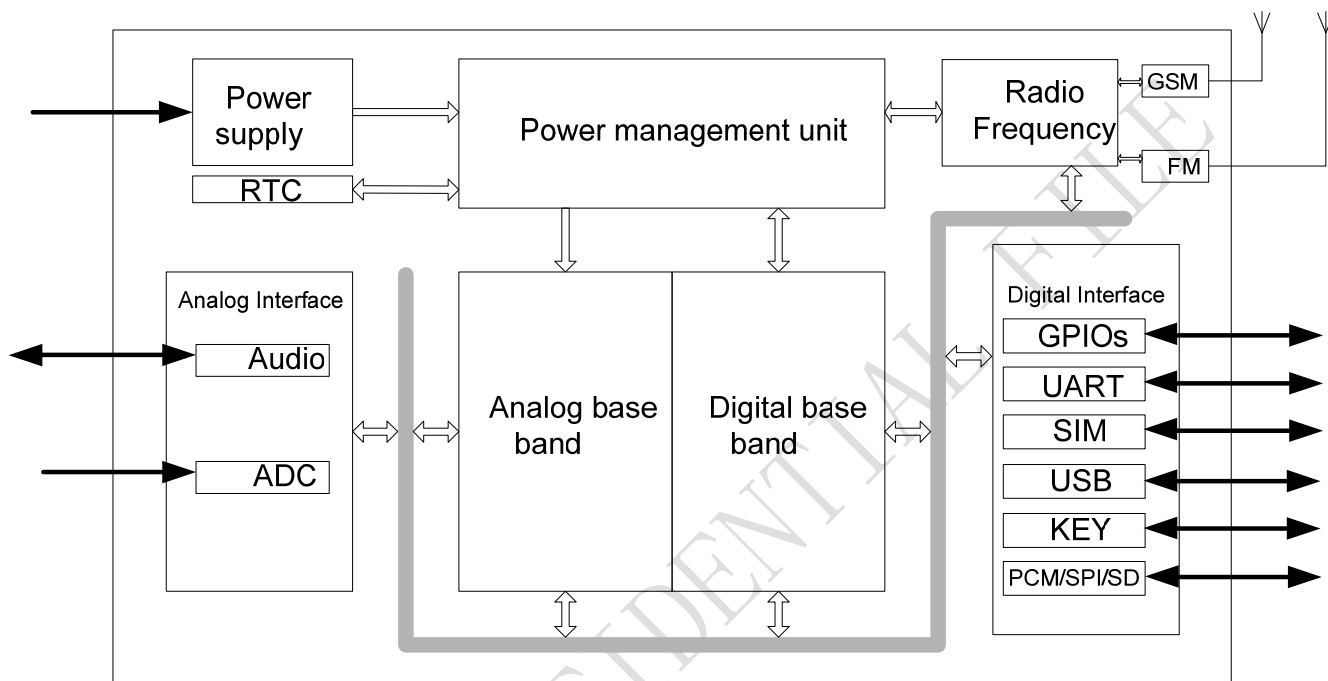 Power
supply
RTC
Power management unit
Radio
Frequency
GSM
FM
Analog Interface
Audio
ADC
Analog base
band
Digital base
band
Digital Interface
GPIOs
UART
SIM
USB
KEY
PCM/SPI/SD
FILE